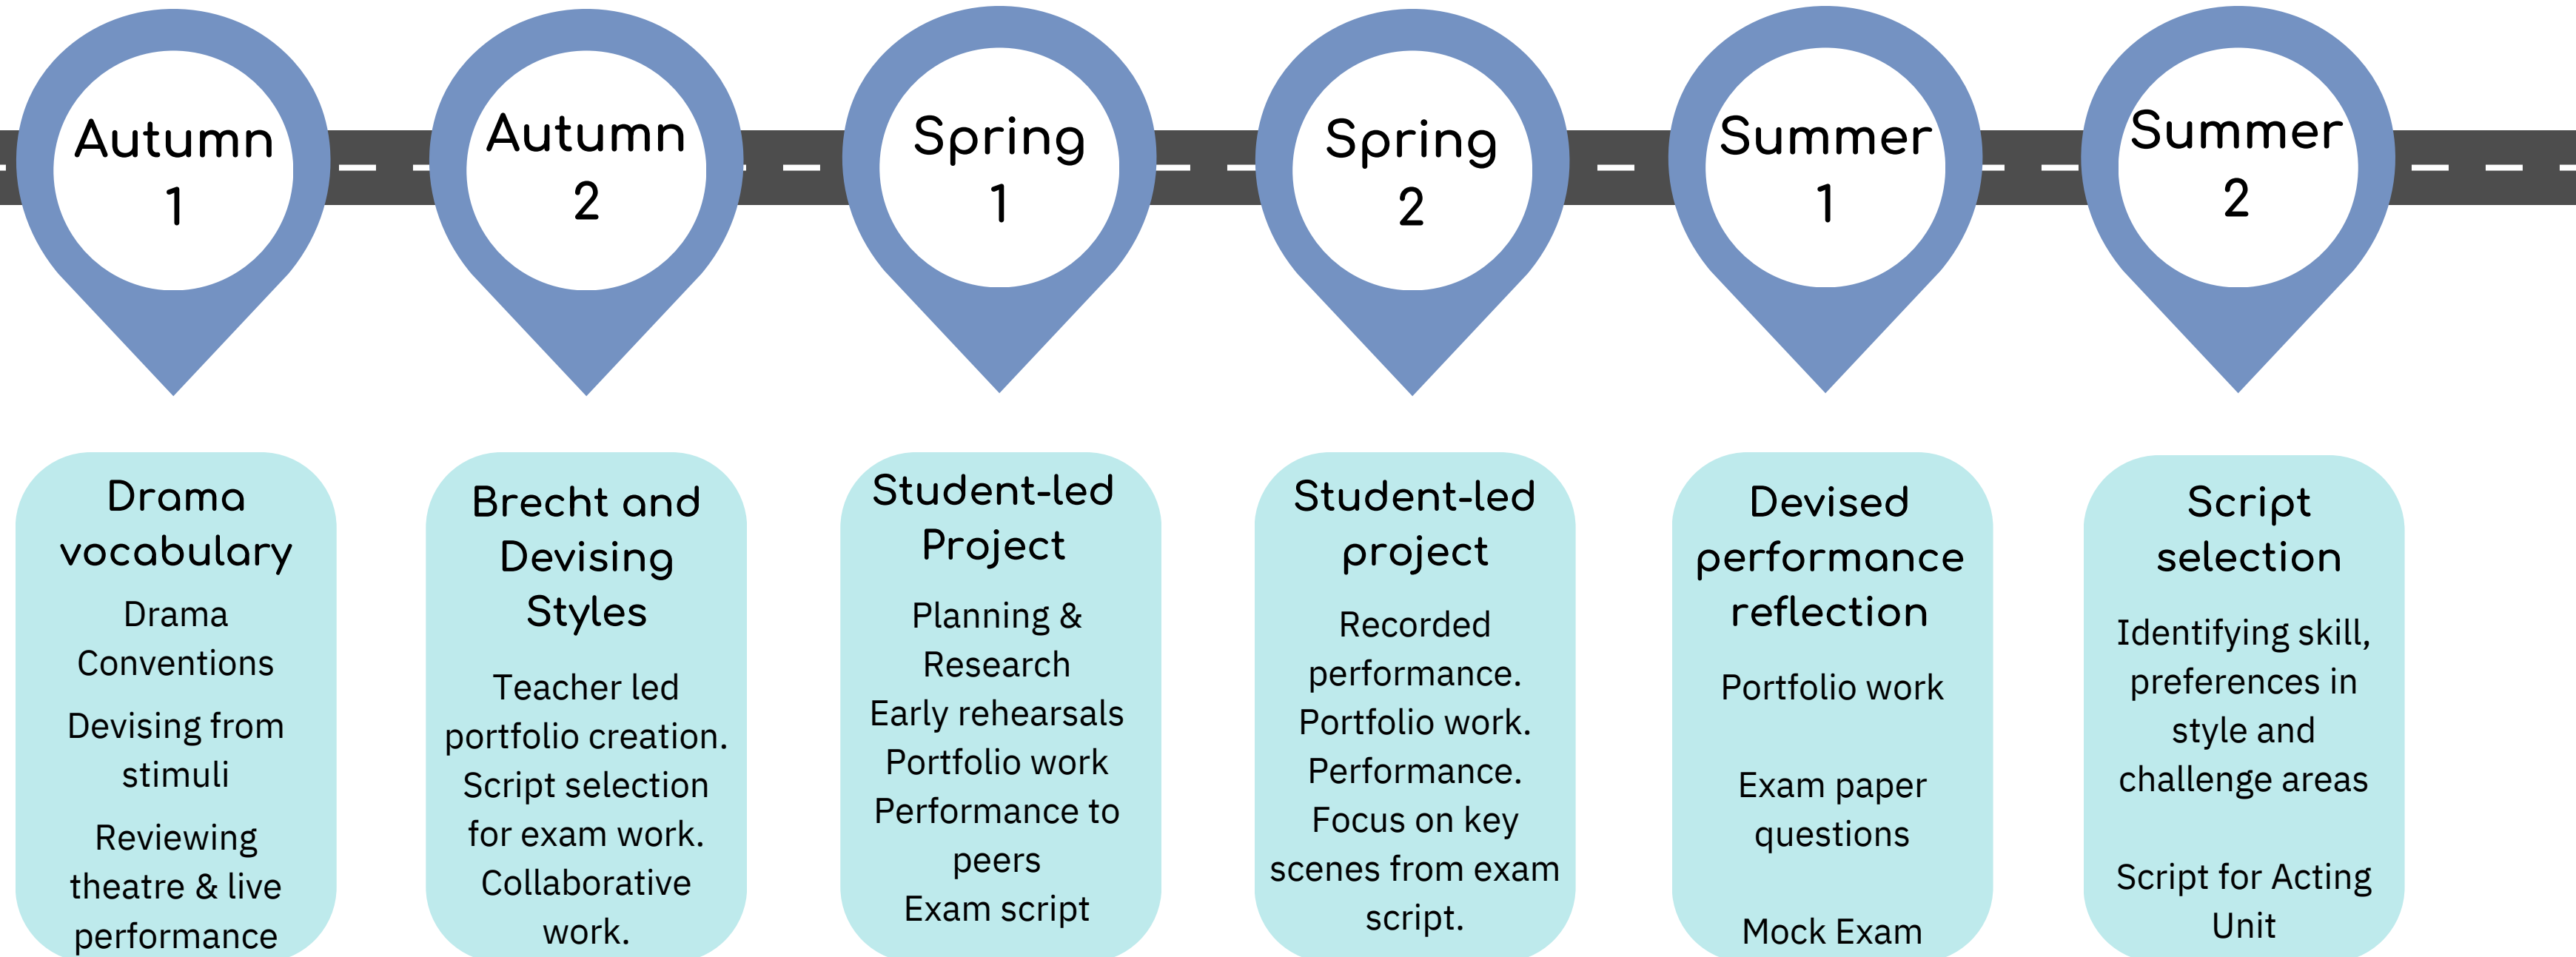 Autumn
1
Autumn
2
Spring
1
Spring
2
Summer
1
Summer
2
Drama
vocabulary
Drama
Conventions
Devising from
stimuli
Reviewing
theatre & live
performance
Brecht and
Devising
Styles
Teacher led
portfolio creation.
Script selection
for exam work.
Collaborative
work.
Student-led
Project
Planning &
Research
Early rehearsals
Portfolio work
Performance to
peers
Exam script
Student-led
project
Recorded
performance.
Portfolio work.
Performance.
Focus on key
scenes from exam
script.
Devised
performance
reflection
Portfolio work
Exam paper
questions
Mock Exam
Script
selection
Identifying skill,
preferences in
style and
challenge areas
Script for Acting
Unit